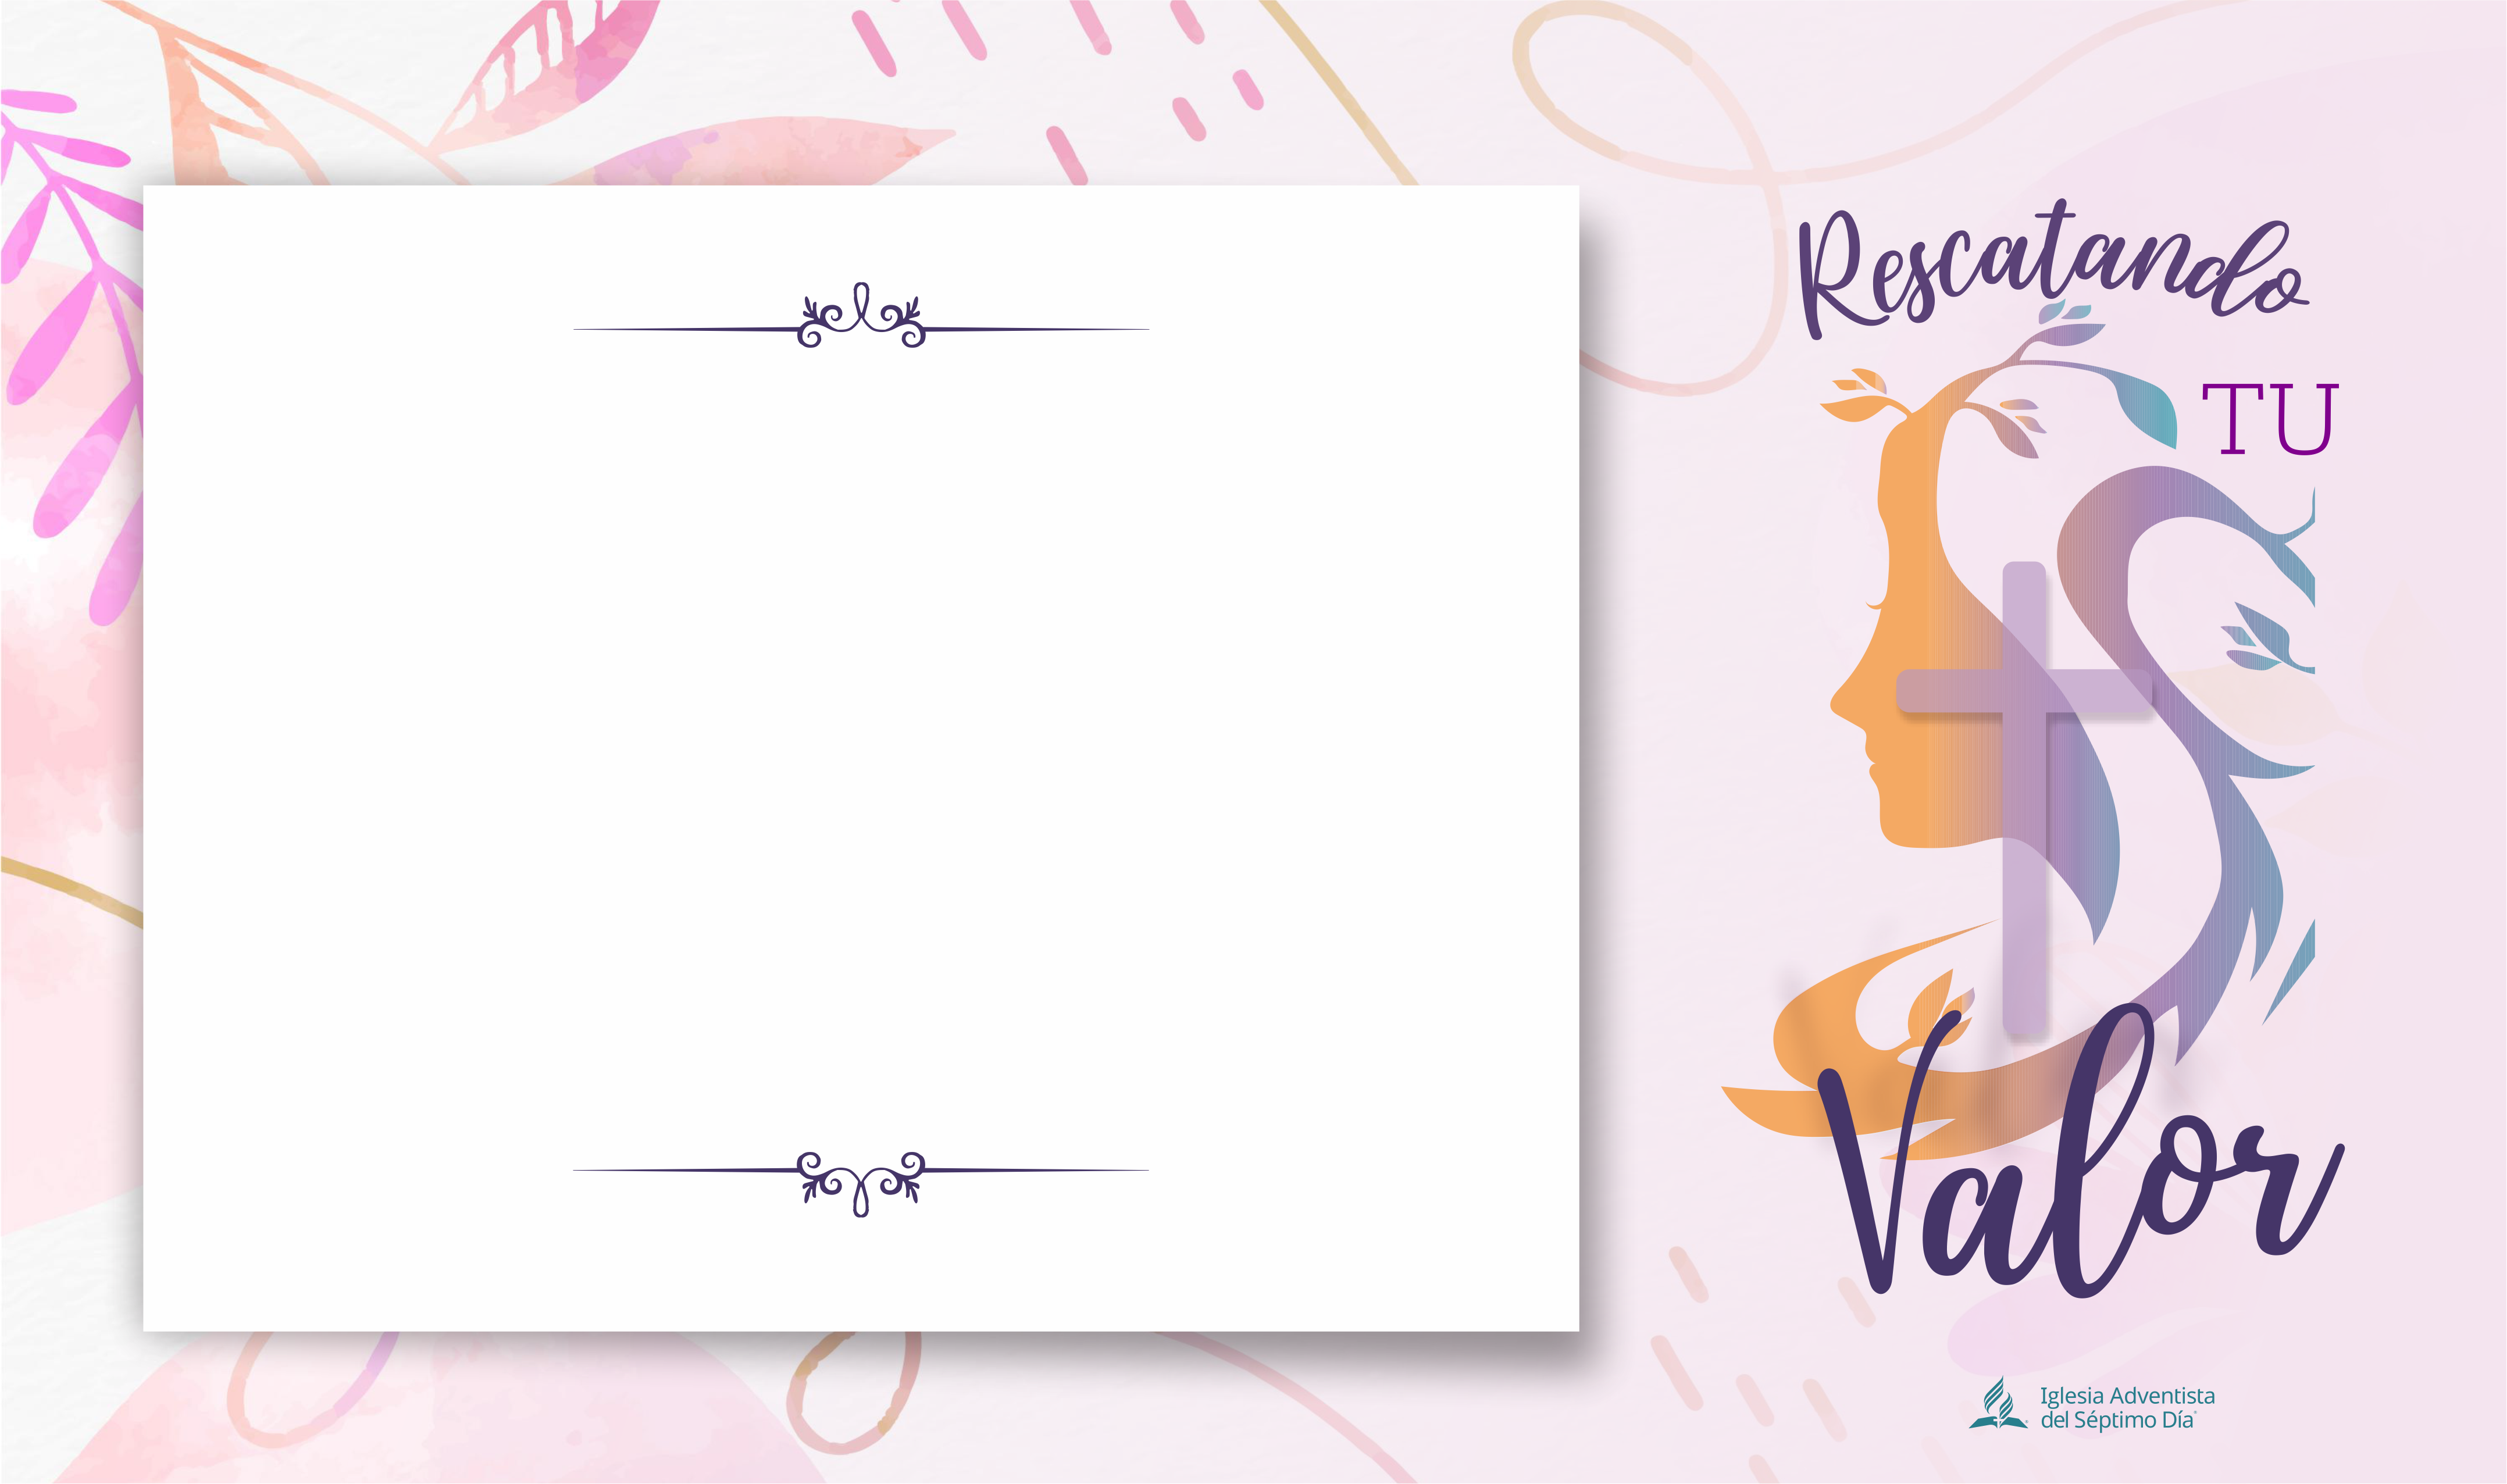 Rescatando
TU
Valor
Iglesia Adventista
del Séptimo Día